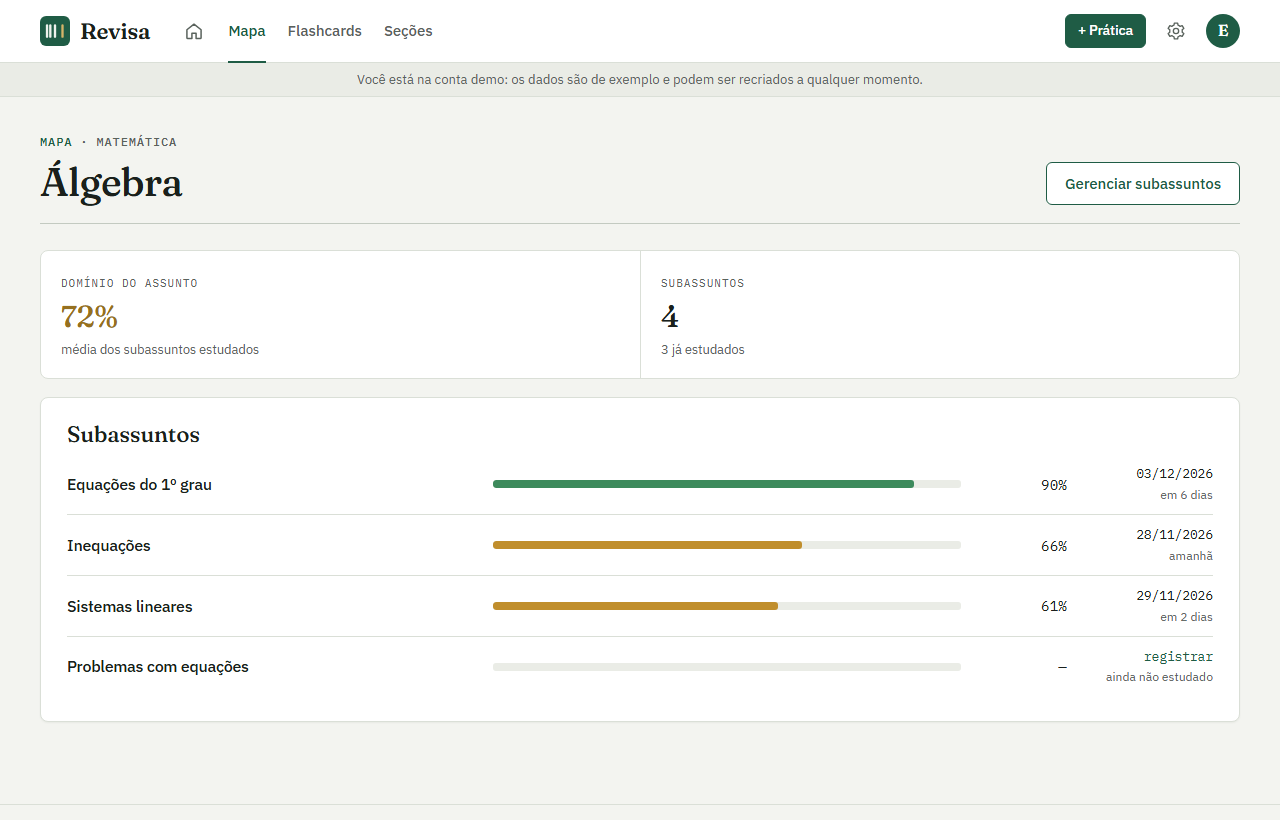 Revisa
Mapa
Flashcards
Seções
+ Prática
E
Você está na conta demo: os dados são de exemplo e podem ser recriados a qualquer momento.
MAPA · MATEMÁTICA
Álgebra
Gerenciar subassuntos
DOMÍNIO DO ASSUNTO
72%
média dos subassuntos estudados
SUBASSUNTOS
4
3 já estudados
Subassuntos
Equações do 1º grau
90%
03/12/2026
em 6 dias
Inequações
66%
28/11/2026
amanhã
Sistemas lineares
61%
29/11/2026
em 2 dias
Problemas com equações
—
registrar
ainda não estudado